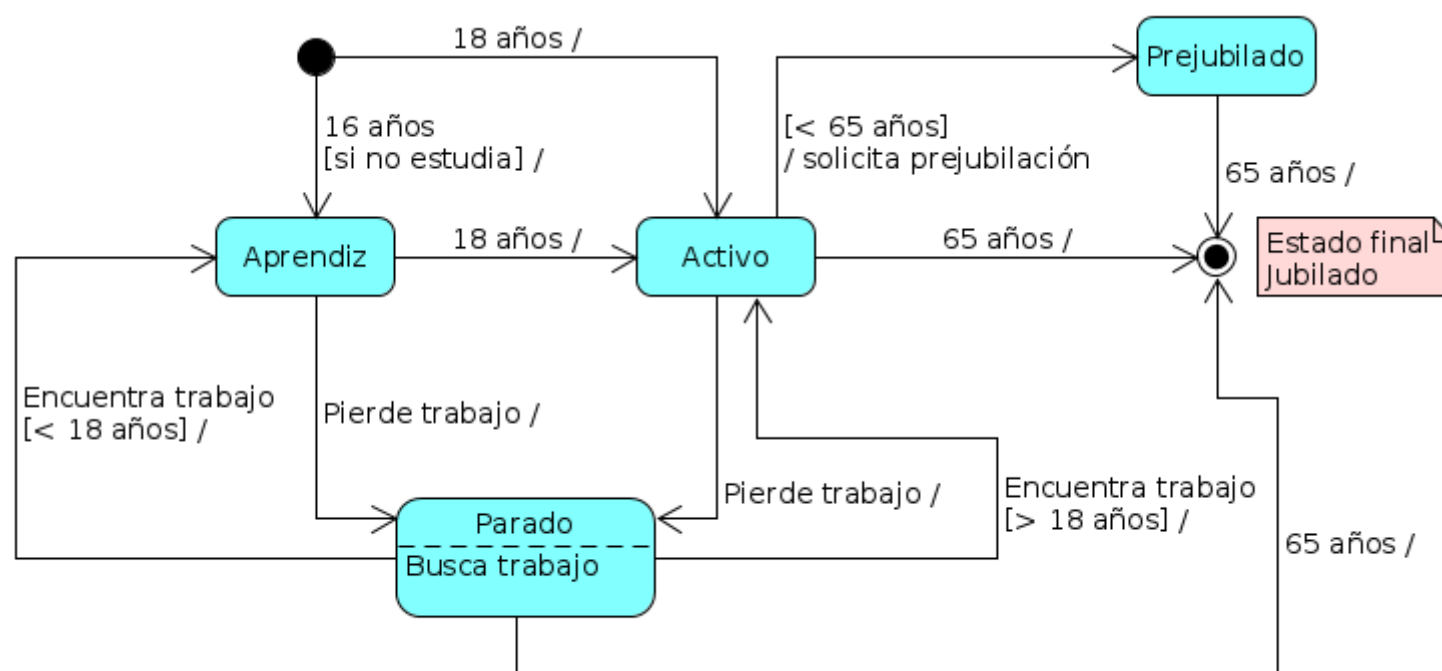 18 años /
Prejubilado
16 años
[si no estudia] /
[< 65 años]
/ solicita prejubilación
65 años /
Aprendiz
18 años /
Activo
65 años /
Estado final
Jubilado
Encuentra trabajo
[< 18 años] /
Pierde trabajo /
Pierde trabajo /
Encuentra trabajo
[> 18 años] /
Parado
Busca trabajo
65 años /